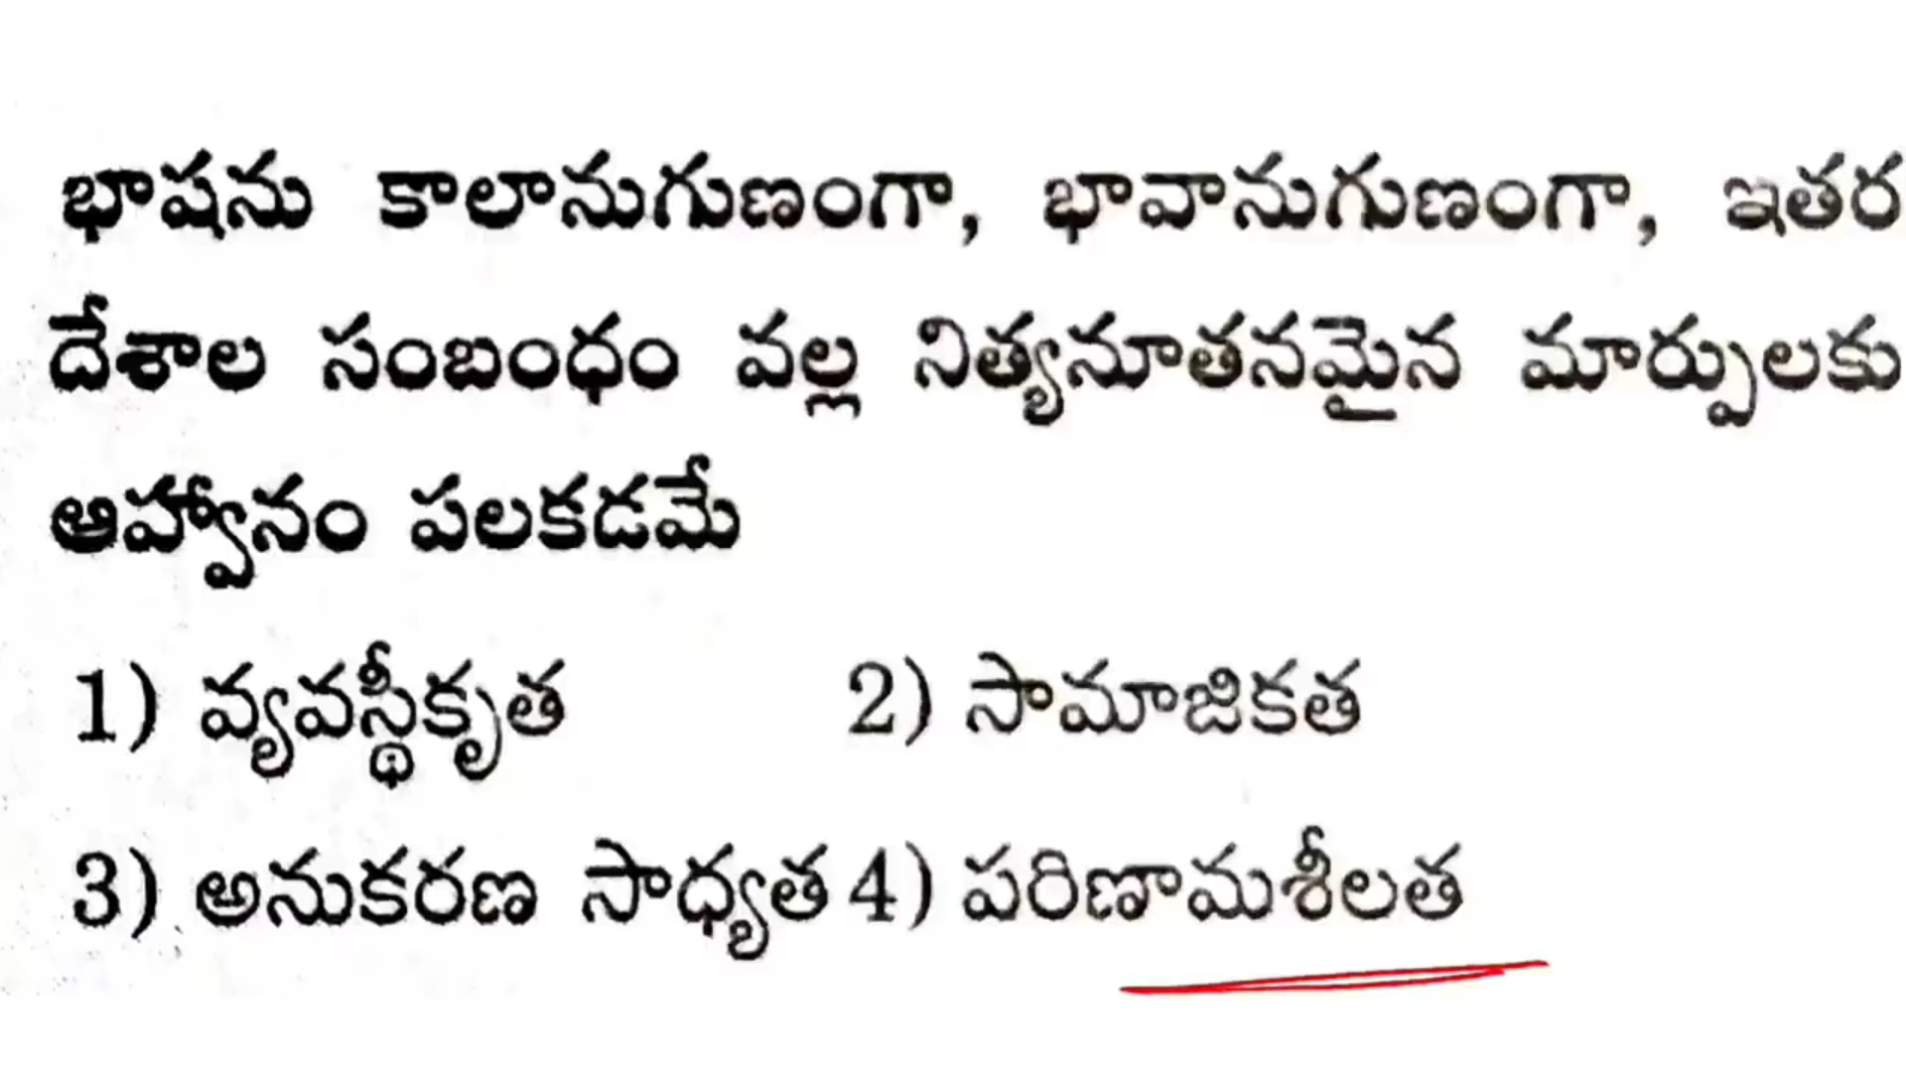 భాషను కాలానుగుణంగా, భావానుగుణంగా, ఇతర
దేశాల సంబంధం వల్ల నిత్యనూతనమైన మార్పులకు
ఆహ్వానం పలకడమే
1) వ్యవస్థీకృత 2) సామాజికత
3) అనుకరణ సాధ్యత 4) పరిణామశీలత